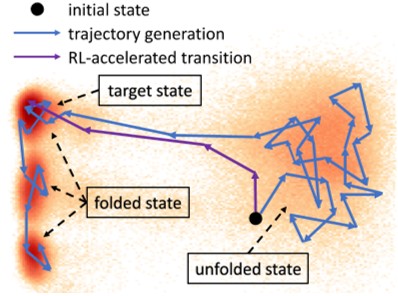 initial state
trajectory generation
RL-accelerated transition
target state
folded state
unfolded state